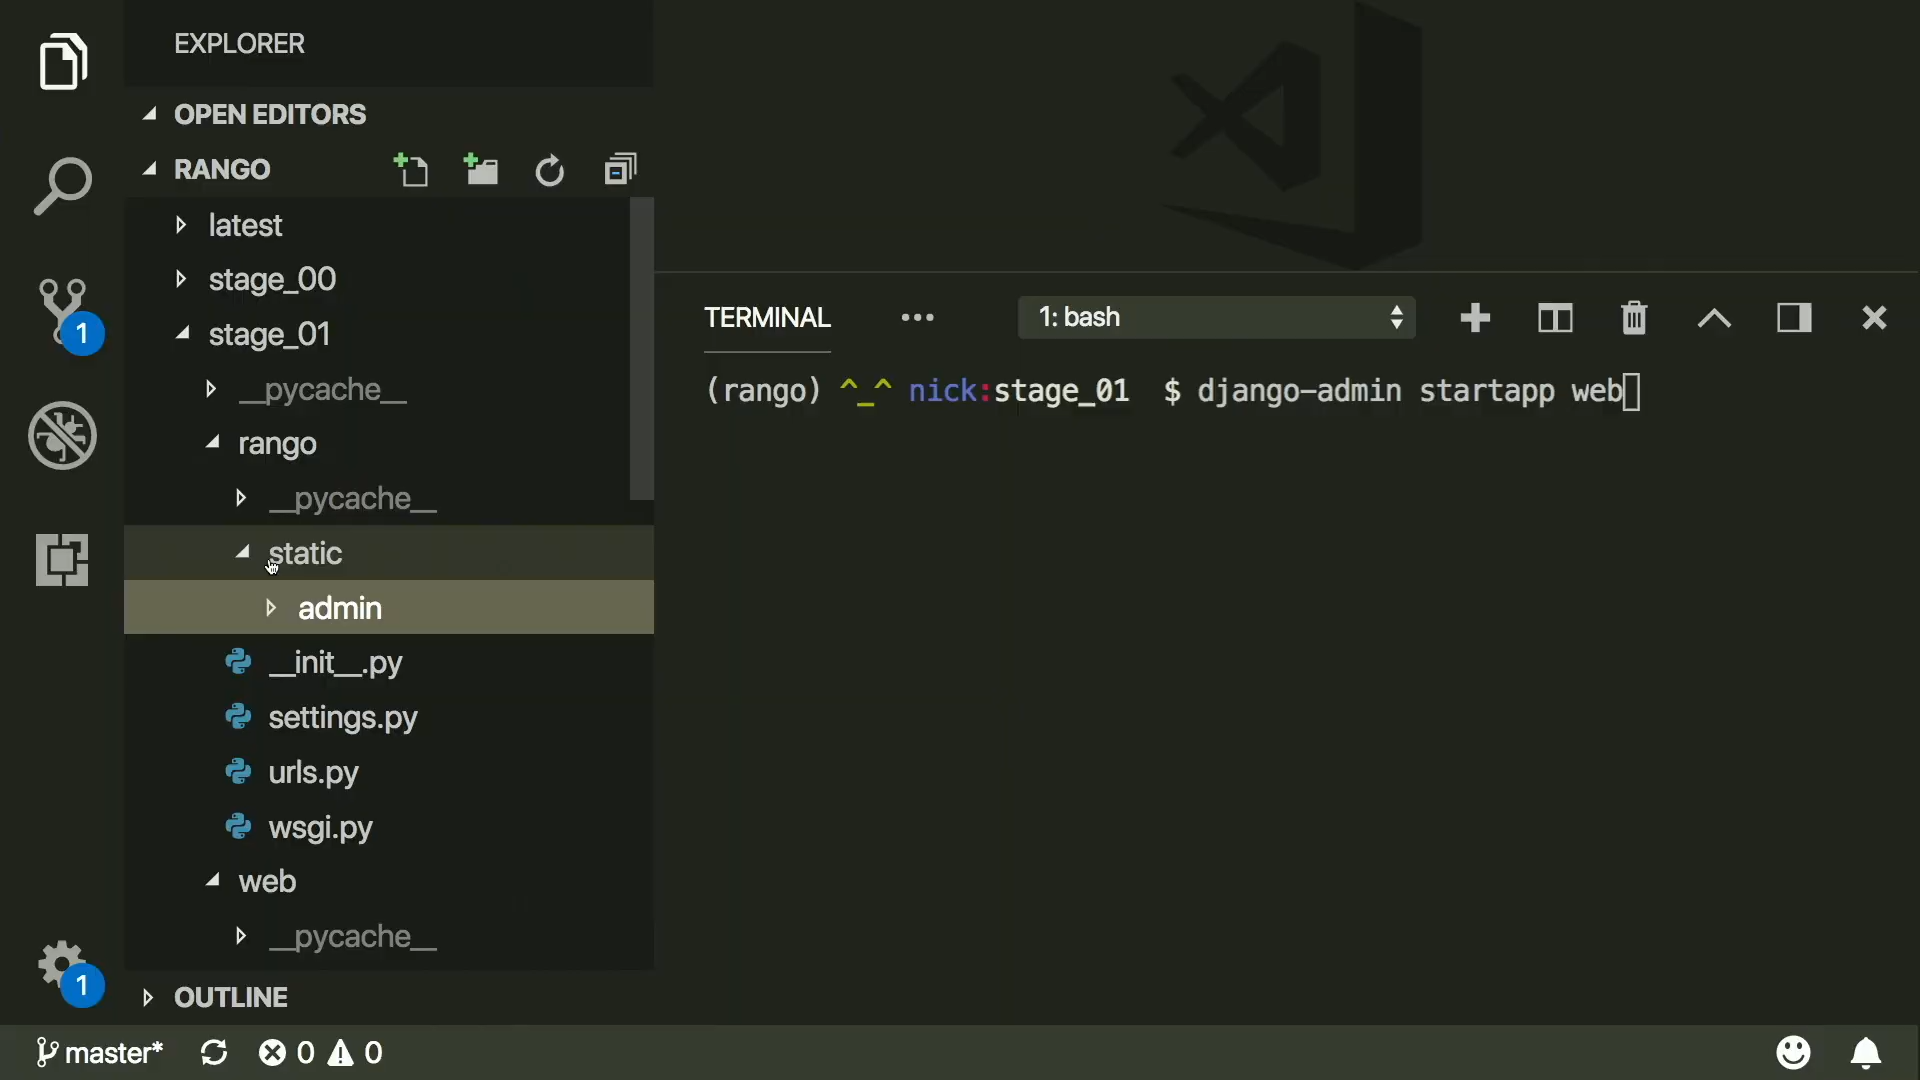 EXPLORER
OPEN EDITORS
RANGO
latest
stage_00
stage_01
__pycache__
rango
__pycache__
static
admin
__init__.py
settings.py
urls.py
wsgi.py
web
__pycache__
OUTLINE
1
1
TERMINAL
1: bash
(rango) ^_^ nick:stage_01 $ django-admin startapp web
master* 0 0